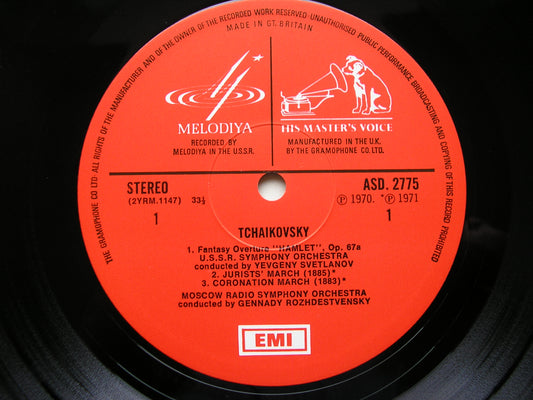 THE GRAMOPHONE CO LTD · ALL RIGHTS OF THE MANUFACTURER AND OF THE OWNER OF THE RECORDED WORK RESERVED · UNAUTHORISED PUBLIC PERFORMANCE BROADCASTING AND COPYING OF THIS RECORD PROHIBITED
MADE IN GT. BRITAIN
MELODIYA
RECORDED BY
MELODIYA IN THE U.S.S.R.
HIS MASTER'S VOICE
MANUFACTURED IN THE U.K.
BY THE GRAMOPHONE CO. LTD.
STEREO
(2YRM.1147) 33⅓
1
ASD. 2775
Ⓟ 1970. *Ⓟ 1971
1
TCHAIKOVSKY
1. Fantasy Overture "HAMLET", Op. 67a
U.S.S.R. SYMPHONY ORCHESTRA
conducted by YEVGENY SVETLANOV
2. JURISTS' MARCH (1885)*
3. CORONATION MARCH (1883)*
MOSCOW RADIO SYMPHONY ORCHESTRA
conducted by GENNADY ROZHDESTVENSKY
EMI